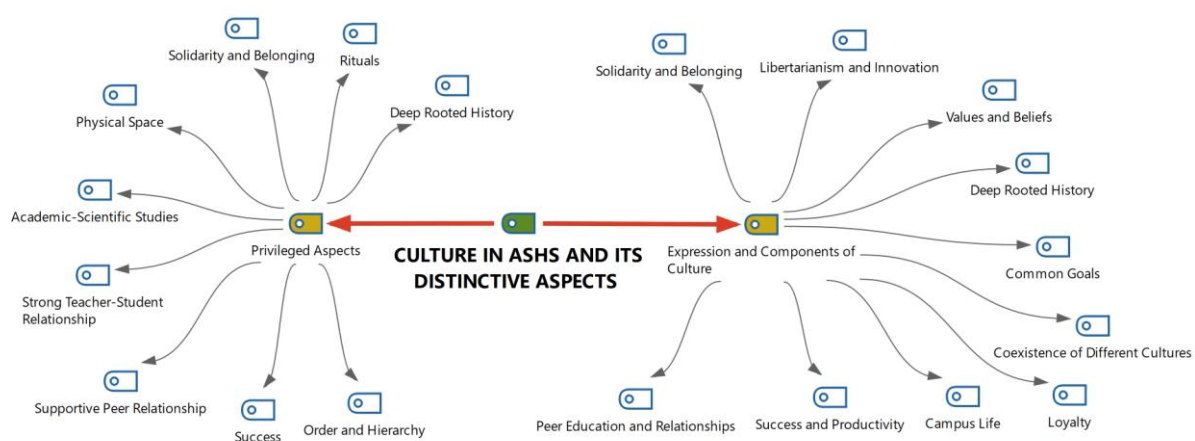 Solidarity and Belonging
Rituals
Deep Rooted History
Physical Space
Academic-Scientific Studies
Privileged Aspects
Strong Teacher-Student
Relationship
Supportive Peer Relationship
Success
Order and Hierarchy
CULTURE IN ASHS AND ITS
DISTINCTIVE ASPECTS
Solidarity and Belonging
Libertarianism and Innovation
Values and Beliefs
Deep Rooted History
Expression and Components of
Culture
Common Goals
Coexistence of Different Cultures
Peer Education and Relationships
Success and Productivity
Campus Life
Loyalty